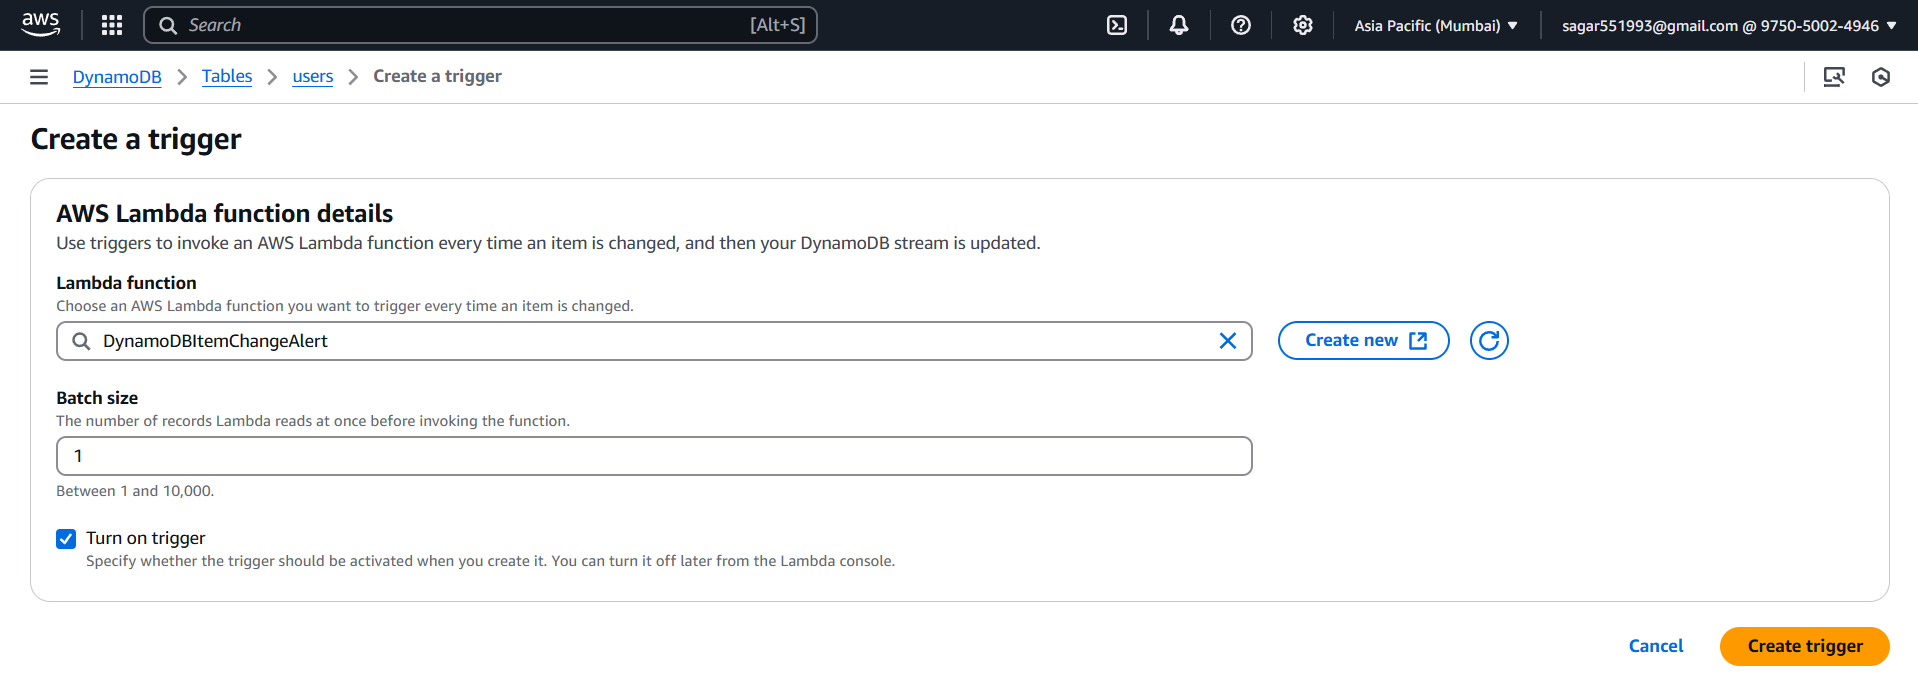 aws
Search [Alt+S]
Asia Pacific (Mumbai)
sagar551993@gmail.com @ 9750-5002-4946
DynamoDB > Tables > users > Create a trigger
Create a trigger
AWS Lambda function details
Use triggers to invoke an AWS Lambda function every time an item is changed, and then your DynamoDB stream is updated.
Lambda function
Choose an AWS Lambda function you want to trigger every time an item is changed.
DynamoDBItemChangeAlert
Create new
Batch size
The number of records Lambda reads at once before invoking the function.
1
Between 1 and 10,000.
Turn on trigger
Specify whether the trigger should be activated when you create it. You can turn it off later from the Lambda console.
Cancel
Create trigger